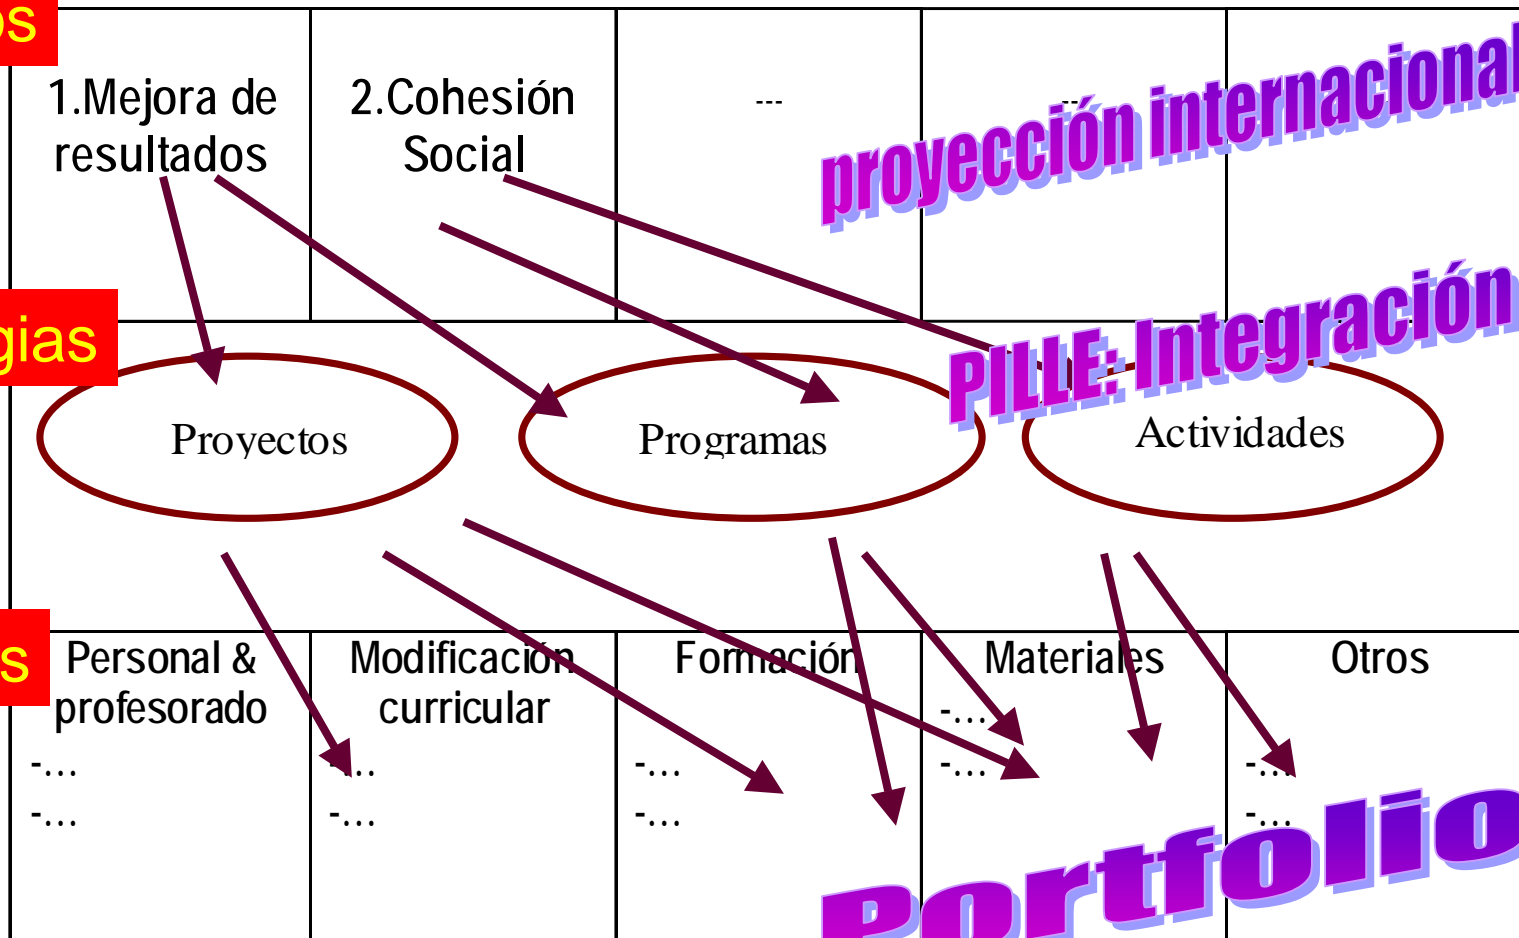 os
1.Mejora de
resultados
2.Cohesión
Social
---
---
proyección internacional
gias
PILLE: Integración
Proyectos
Programas
Actividades
s
Personal &
profesorado
-...
-...
Modificación
curricular
-...
-...
Formación
-...
-...
Materiales
-...
-...
Otros
-...
-...
Portfolio